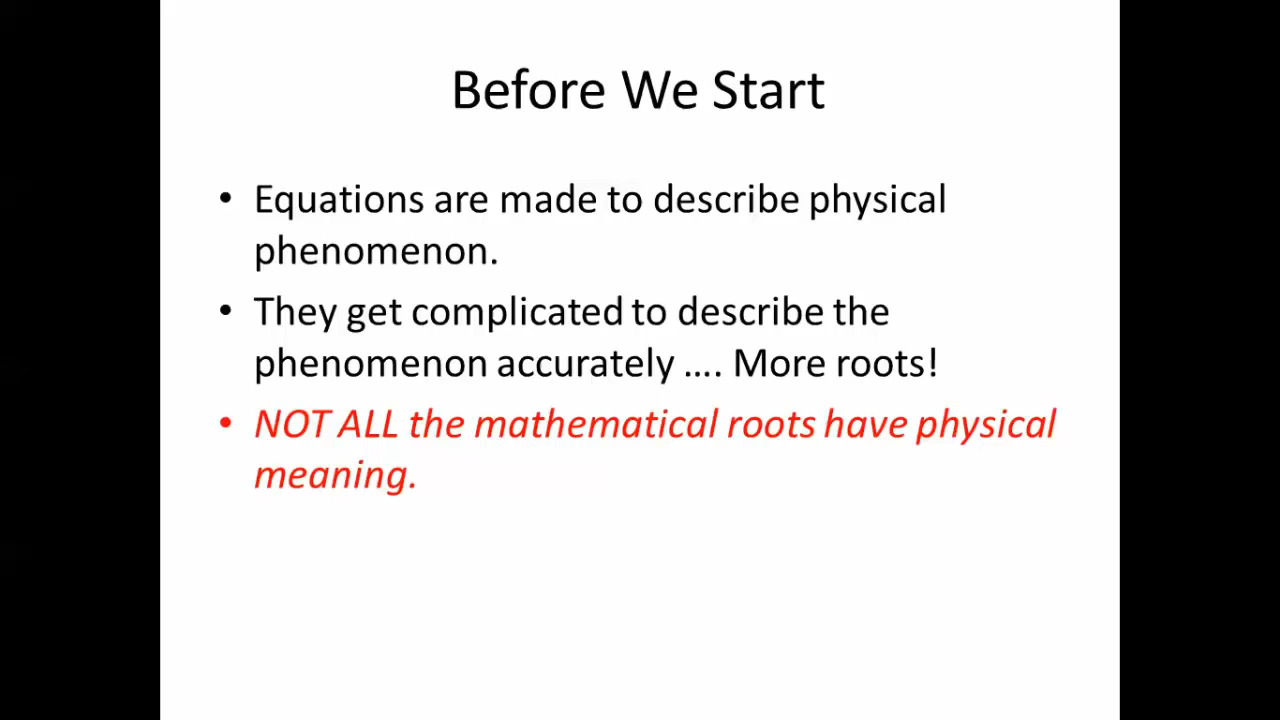 Before We Start
• Equations are made to describe physical
phenomenon.
• They get complicated to describe the
phenomenon accurately …. More roots!
• NOT ALL the mathematical roots have physical
meaning.